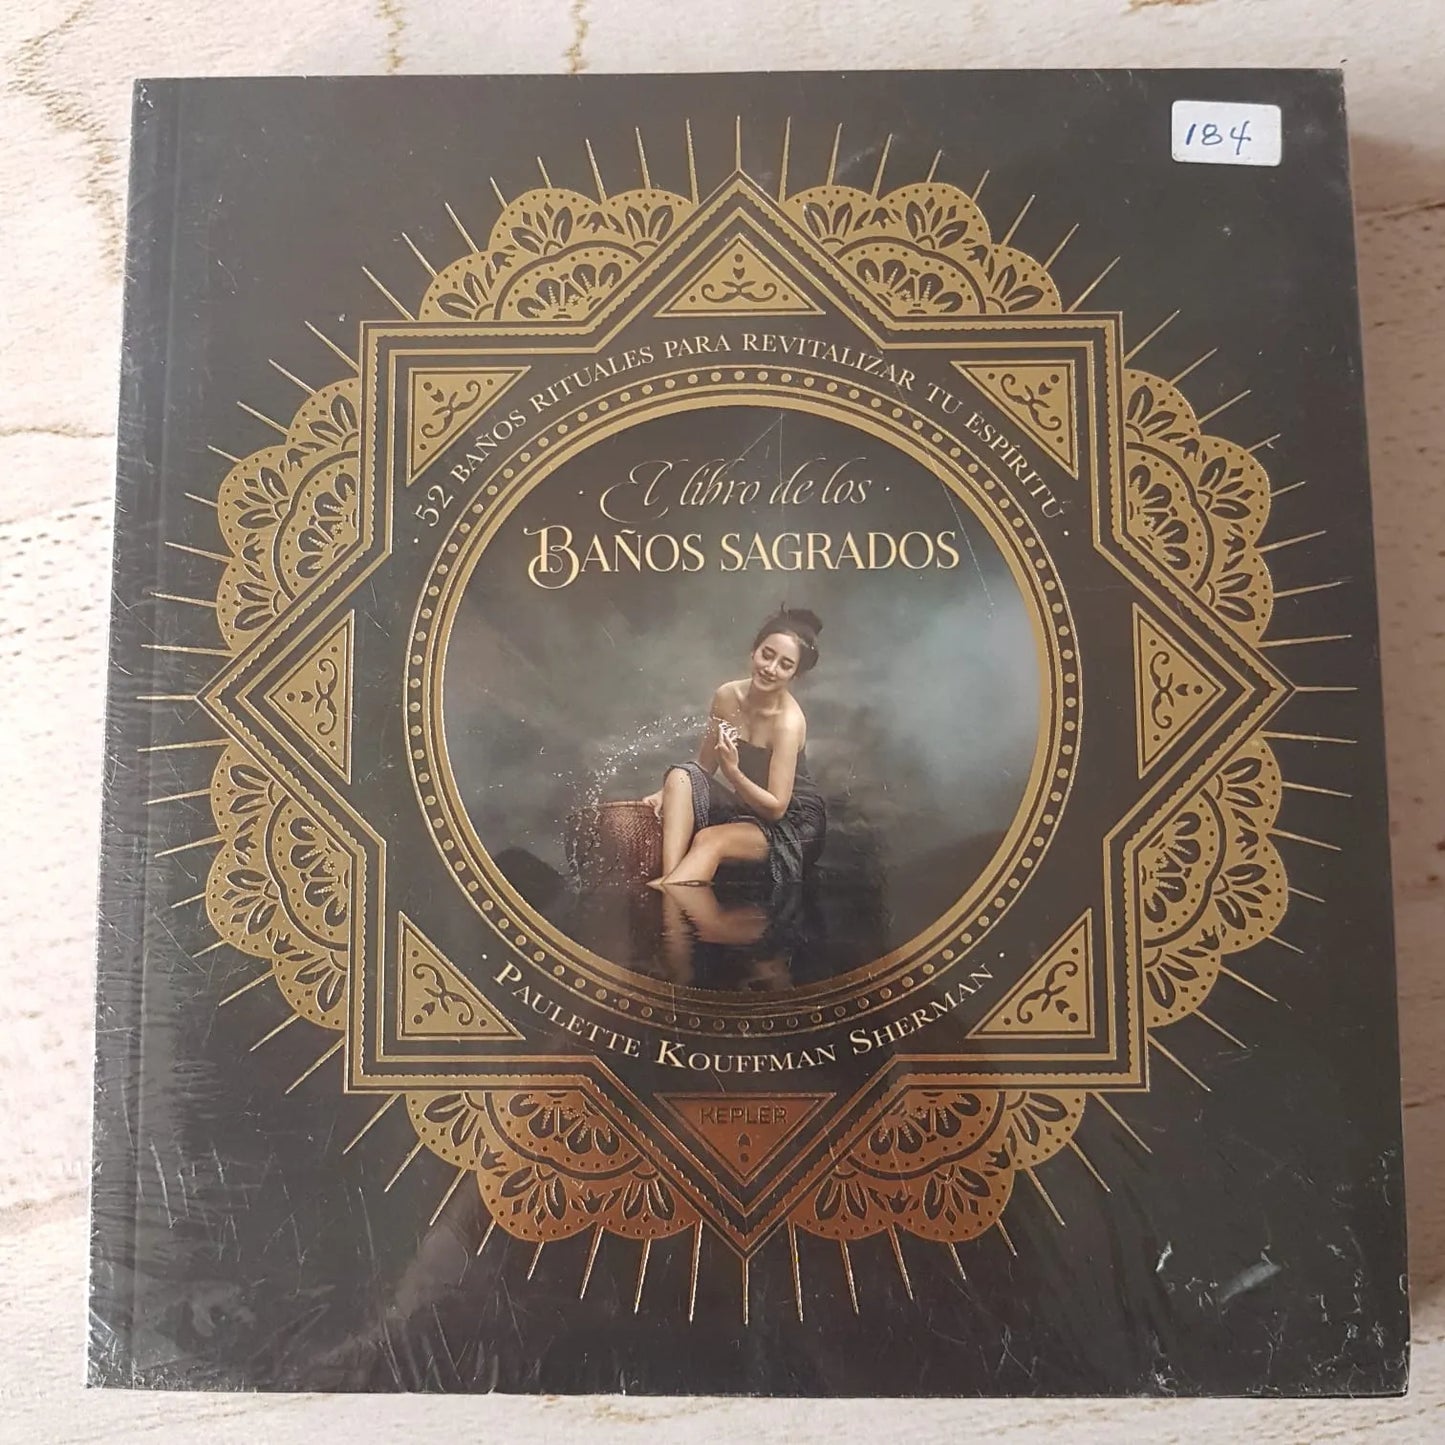 184
· 52 BAÑOS RITUALES PARA REVITALIZAR TU ESPÍRITU ·
· El libro de los ·
BAÑOS SAGRADOS
· PAULETTE KOUFFMAN SHERMAN ·
KEPLER